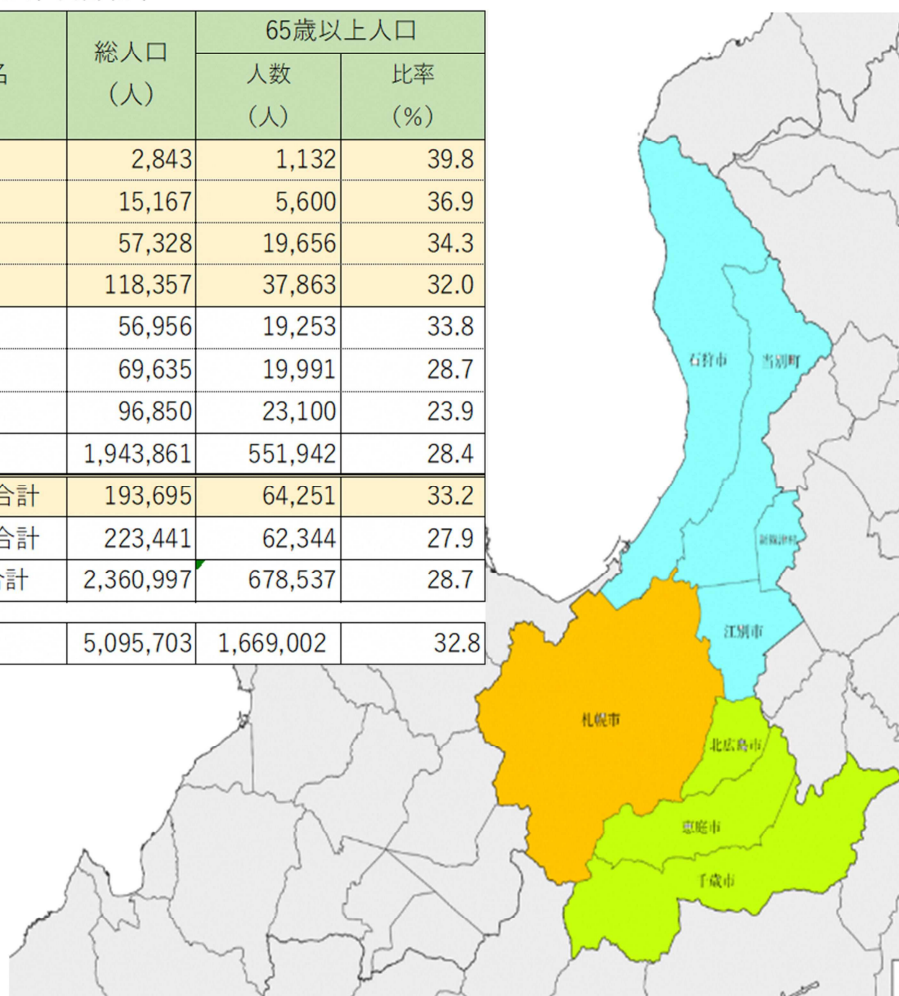 名
総人口
(人)
65歳以上人口
人数
(人)
比率
(%)
2,843 1,132 39.8
15,167 5,600 36.9
57,328 19,656 34.3
118,357 37,863 32.0
56,956 19,253 33.8
69,635 19,991 28.7
96,850 23,100 23.9
1,943,861 551,942 28.4
合計 193,695 64,251 33.2
合計 223,441 62,344 27.9
計 2,360,997 678,537 28.7
5,095,703 1,669,002 32.8
石狩市 当別町
江別市
札幌市
北広島市
恵庭市
千歳市